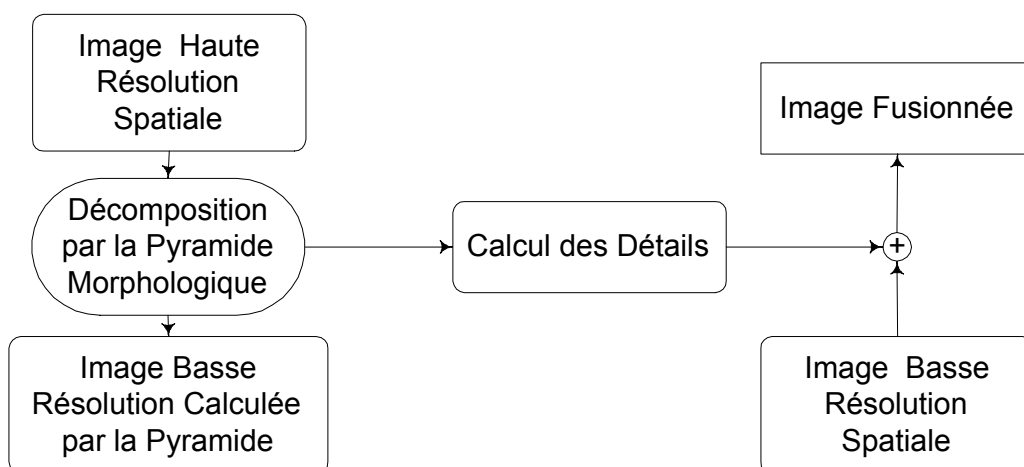 Image Haute
Résolution
Spatiale
Image Fusionnée
Décomposition
par la Pyramide
Morphologique
Calcul des Détails
+
Image Basse
Résolution Calculée
par la Pyramide
Image Basse
Résolution
Spatiale